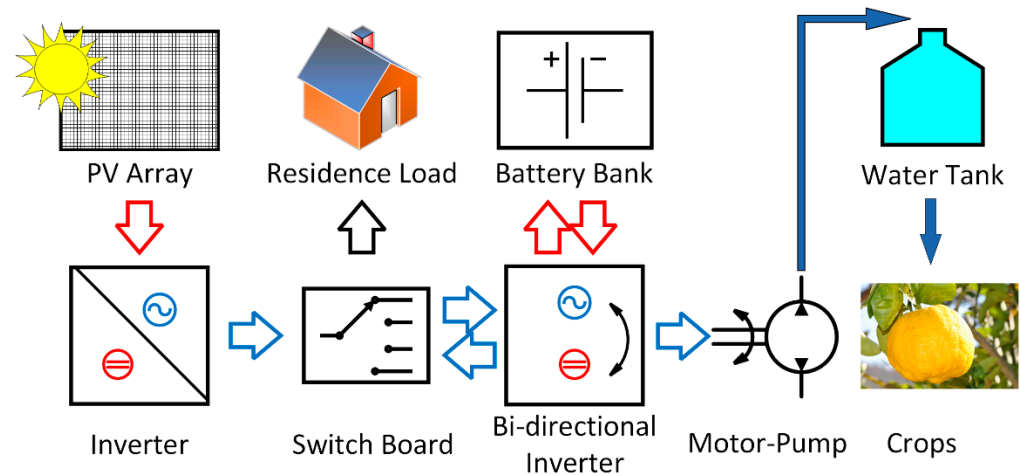 PV Array
Residence Load
Battery Bank
Water Tank
Inverter
Switch Board
Bi-directional
Inverter
Motor-Pump
Crops